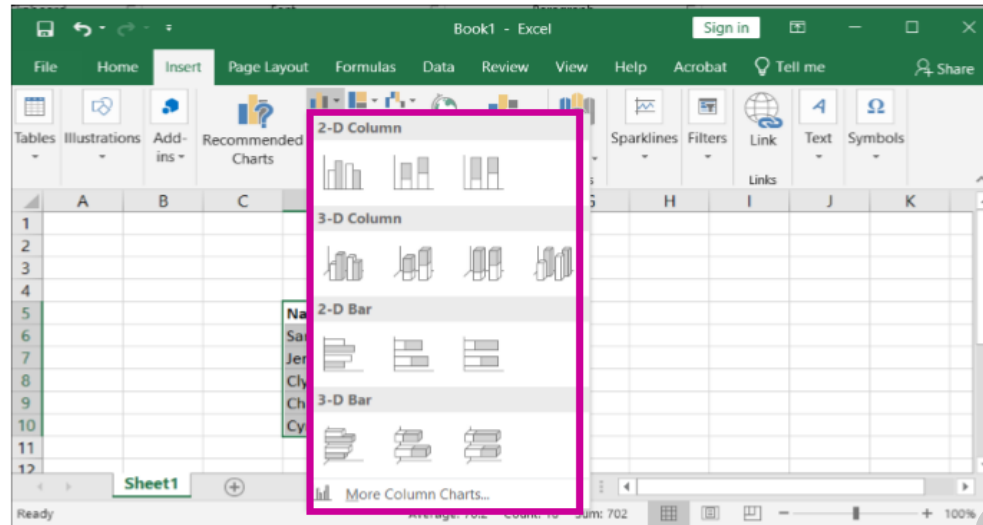 Book1 - Excel
Sign in
File Home Insert Page Layout Formulas Data Review View Help Acrobat Tell me Share
Tables Illustrations Add-ins Recommended Charts Sparklines Filters Link Text Symbols
Links
2-D Column
3-D Column
2-D Bar
3-D Bar
More Column Charts...
A B C H I J K
1
2
3
4
5 Na
6 Sa
7 Jer
8 Cly
9 Ch
10 Cy
11
12
Sheet1
Ready 702 100%